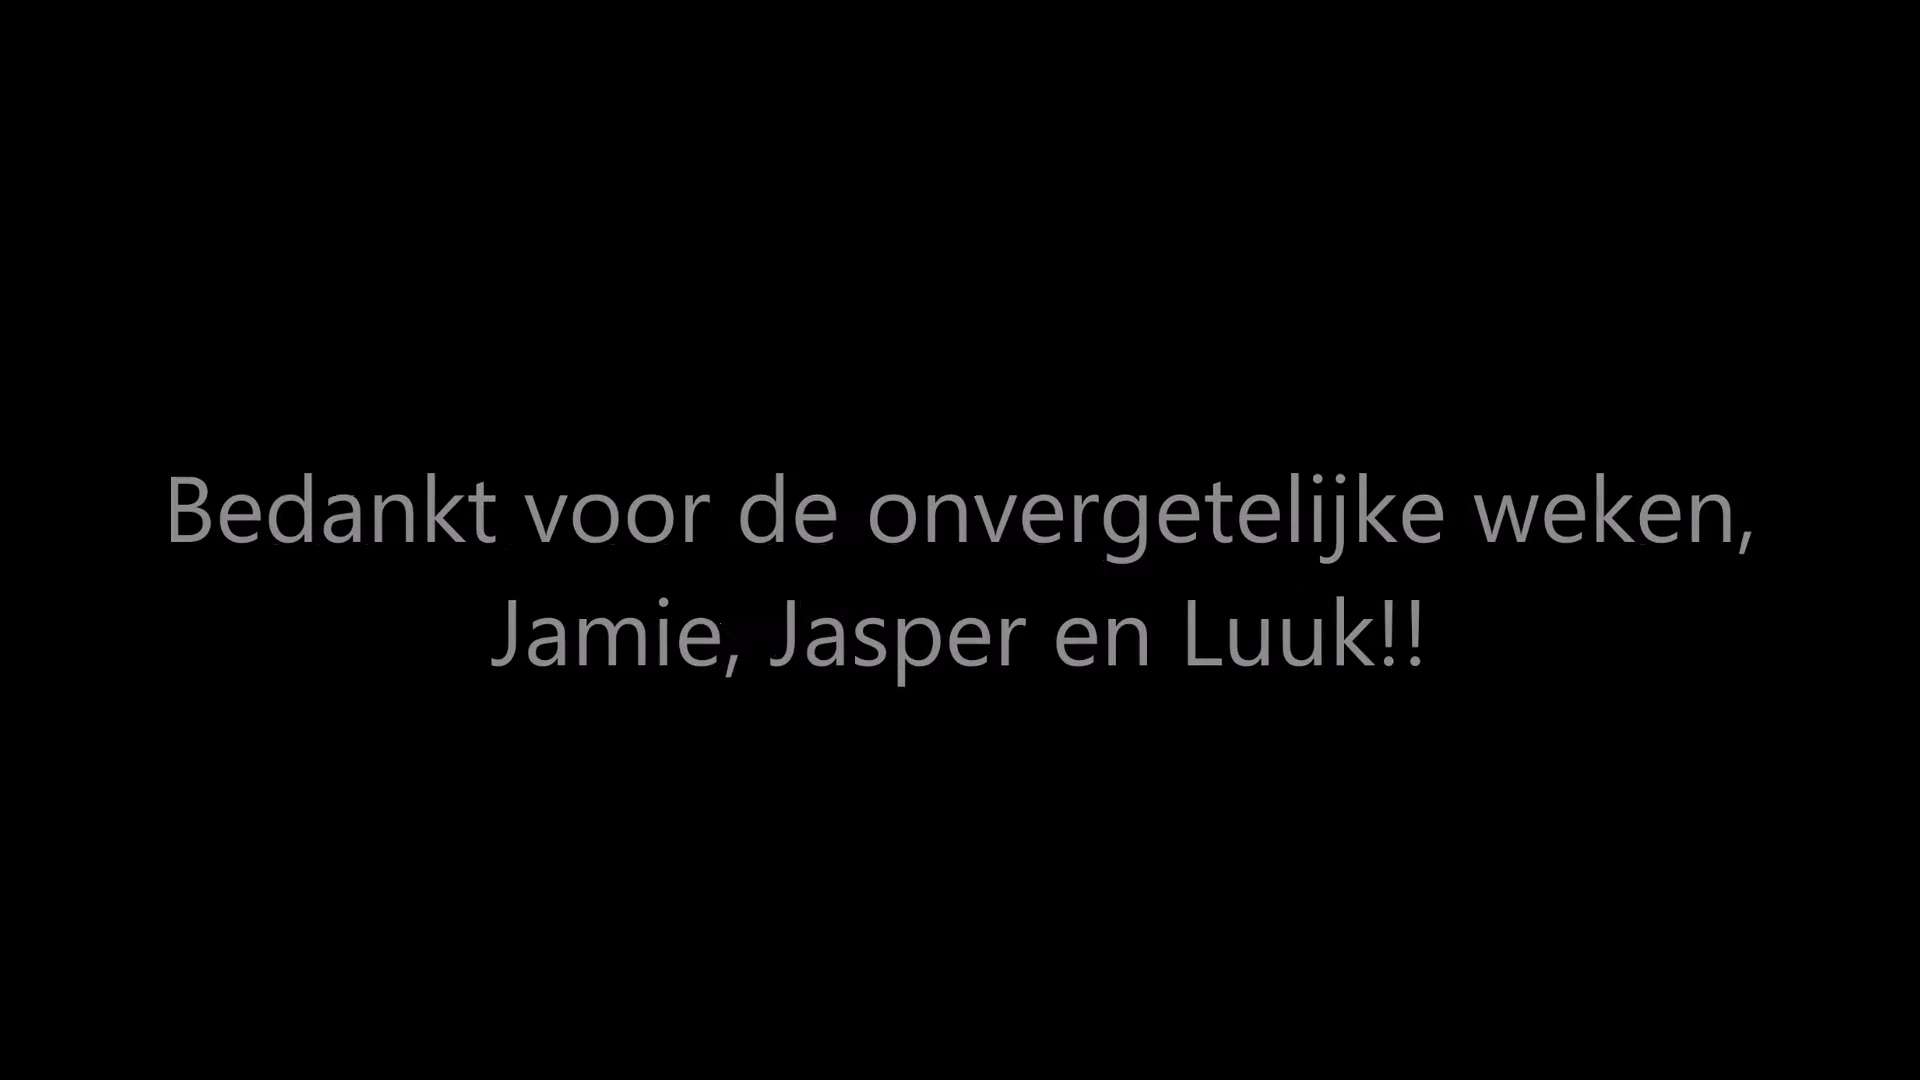 Bedankt voor de onvergetelijke weken,
Jamie, Jasper en Luuk!!